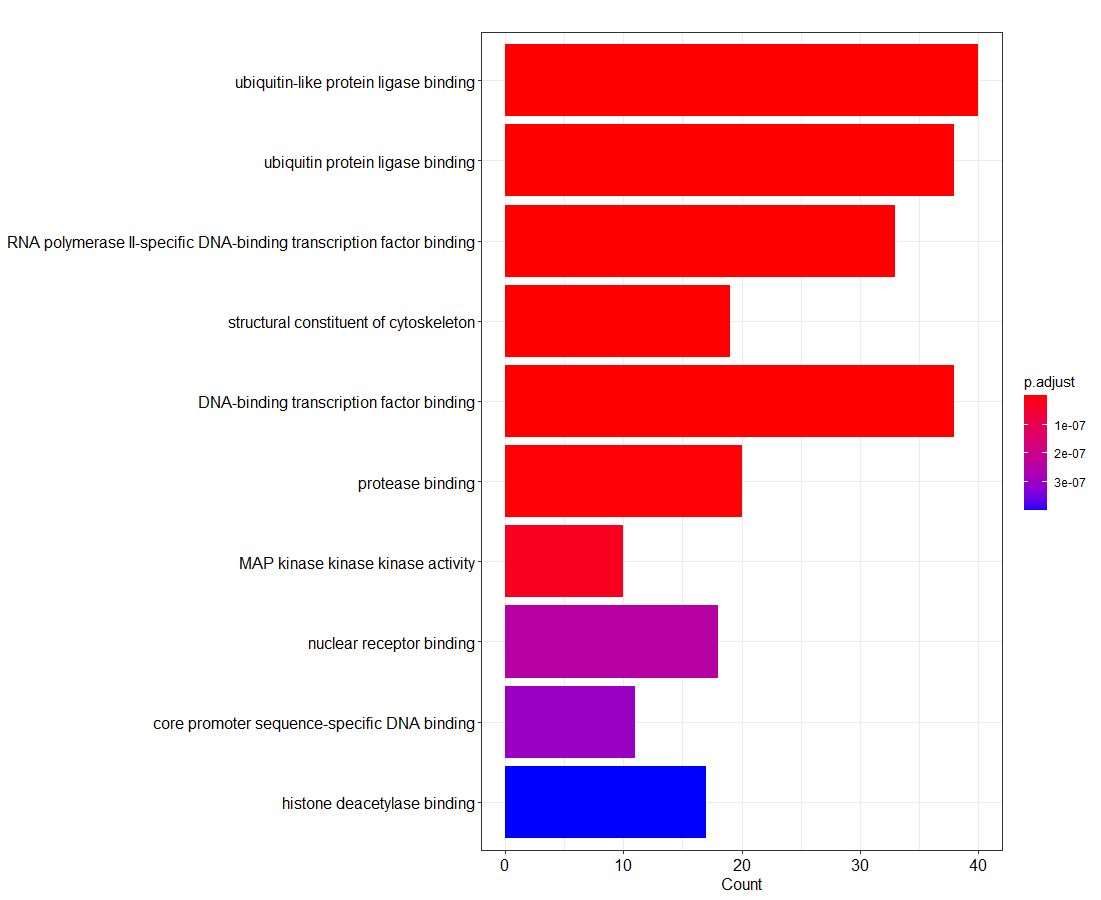 ubiquitin-like protein ligase binding
ubiquitin protein ligase binding
RNA polymerase II-specific DNA-binding transcription factor binding
structural constituent of cytoskeleton
DNA-binding transcription factor binding
protease binding
MAP kinase kinase kinase activity
nuclear receptor binding
core promoter sequence-specific DNA binding
histone deacetylase binding
0 10 20 30 40
Count
p.adjust
1e-07
2e-07
3e-07